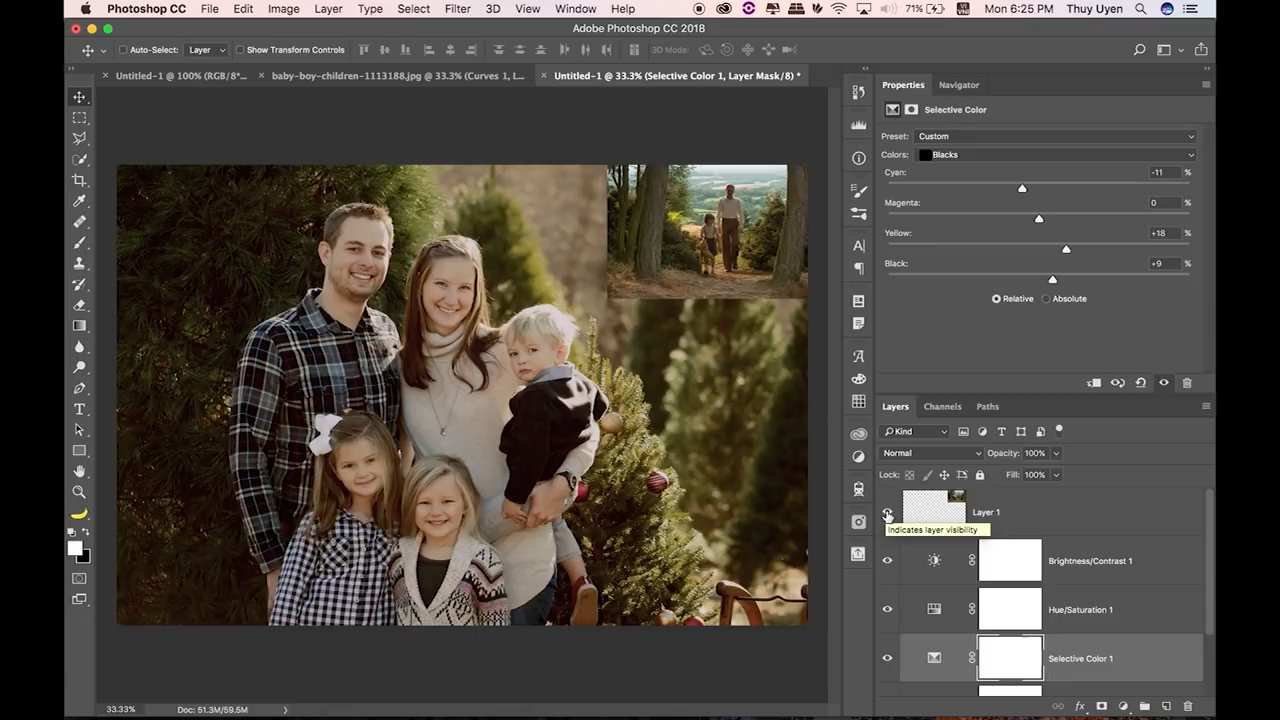 Photoshop CC File Edit Image Layer Type Select Filter 3D View Window Help 71% VN Mon 6:25 PM Thuy Uyen
Adobe Photoshop CC 2018
Auto-Select: Layer Show Transform Controls 3D Mode:
Untitled-1 @ 100% (RGB/8*... baby-boy-children-1113188.jpg @ 33.3% (Curves 1, L... Untitled-1 @ 33.3% (Selective Color 1, Layer Mask/8) *
Properties Navigator
Selective Color
Preset: Custom
Colors: Blacks
Cyan: -11 %
Magenta: 0 %
Yellow: +18 %
Black: +9 %
Relative Absolute
Layers Channels Paths
Kind
Normal Opacity: 100%
Lock: Fill: 100%
Layer 1
Indicates layer visibility
Brightness/Contrast 1
Hue/Saturation 1
Selective Color 1
33.33% Doc: 51.3M/59.5M